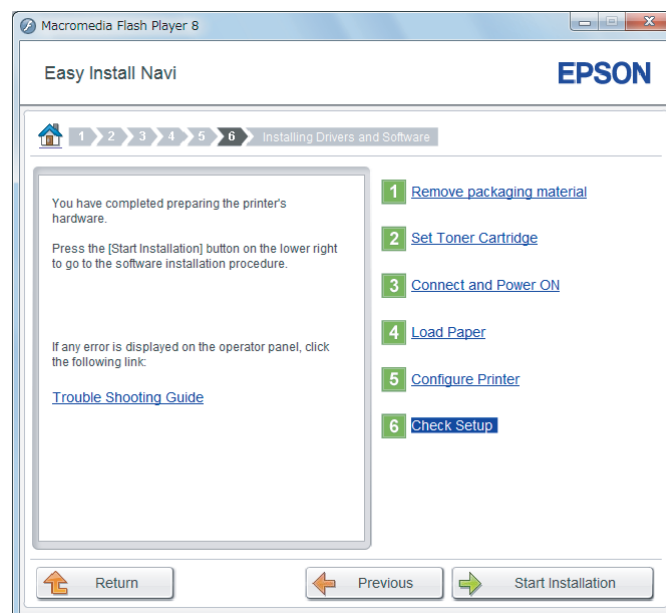 Macromedia Flash Player 8
Easy Install Navi
EPSON
1 2 3 4 5 6 Installing Drivers and Software
You have completed preparing the printer's
hardware.
Press the [Start Installation] button on the lower right
to go to the software installation procedure.
If any error is displayed on the operator panel, click
the following link:
Trouble Shooting Guide
1 Remove packaging material
2 Set Toner Cartridge
3 Connect and Power ON
4 Load Paper
5 Configure Printer
6 Check Setup
Return
Previous
Start Installation